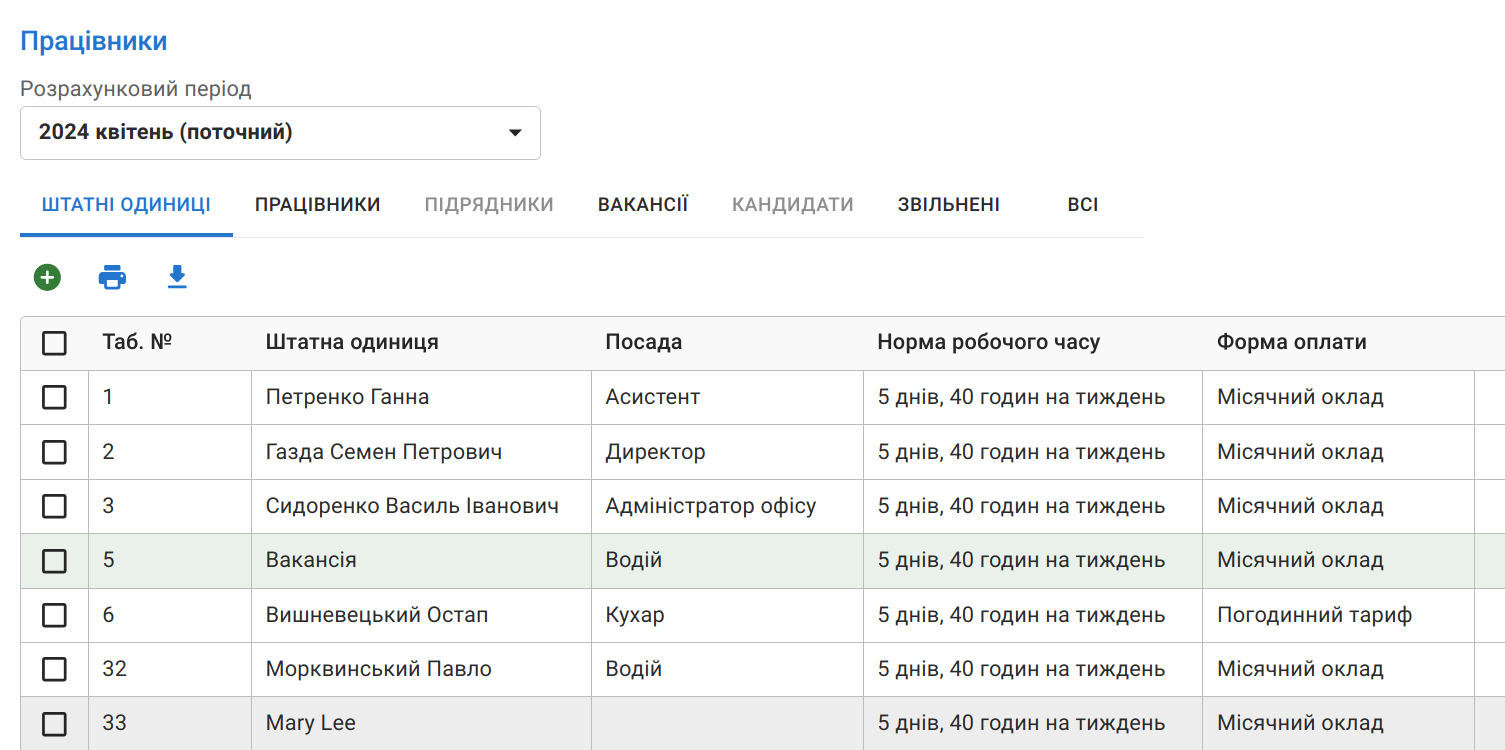 Працівники
Розрахунковий період
2024 квітень (поточний)
ШТАТНІ ОДИНИЦІ ПРАЦІВНИКИ ПІДРЯДНИКИ ВАКАНСІЇ КАНДИДАТИ ЗВІЛЬНЕНІ ВСІ
Таб. № Штатна одиниця Посада Норма робочого часу Форма оплати
1 Петренко Ганна Асистент 5 днів, 40 годин на тиждень Місячний оклад
2 Газда Семен Петрович Директор 5 днів, 40 годин на тиждень Місячний оклад
3 Сидоренко Василь Іванович Адміністратор офісу 5 днів, 40 годин на тиждень Місячний оклад
5 Вакансія Водій 5 днів, 40 годин на тиждень Місячний оклад
6 Вишневецький Остап Кухар 5 днів, 40 годин на тиждень Погодинний тариф
32 Морквинський Павло Водій 5 днів, 40 годин на тиждень Місячний оклад
33 Mary Lee 5 днів, 40 годин на тиждень Місячний оклад